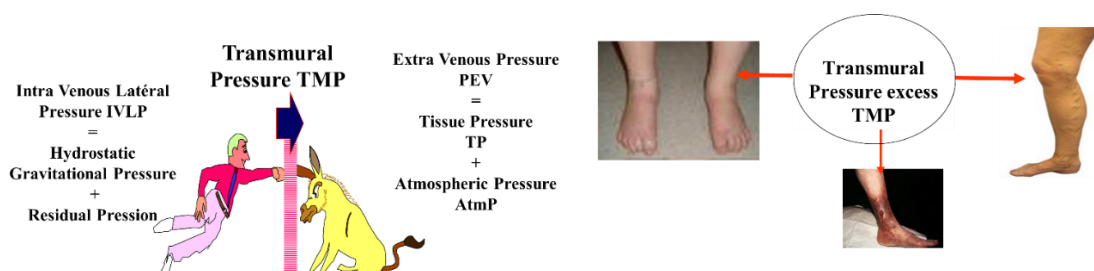 Intra Venous Latéral
Pressure IVLP
=
Hydrostatic
Gravitational Pressure
+
Residual Pression
Transmural
Pressure TMP
Extra Venous Pressure
PEV
=
Tissue Pressure
TP
+
Atmospheric Pressure
AtmP
Transmural
Pressure excess
TMP